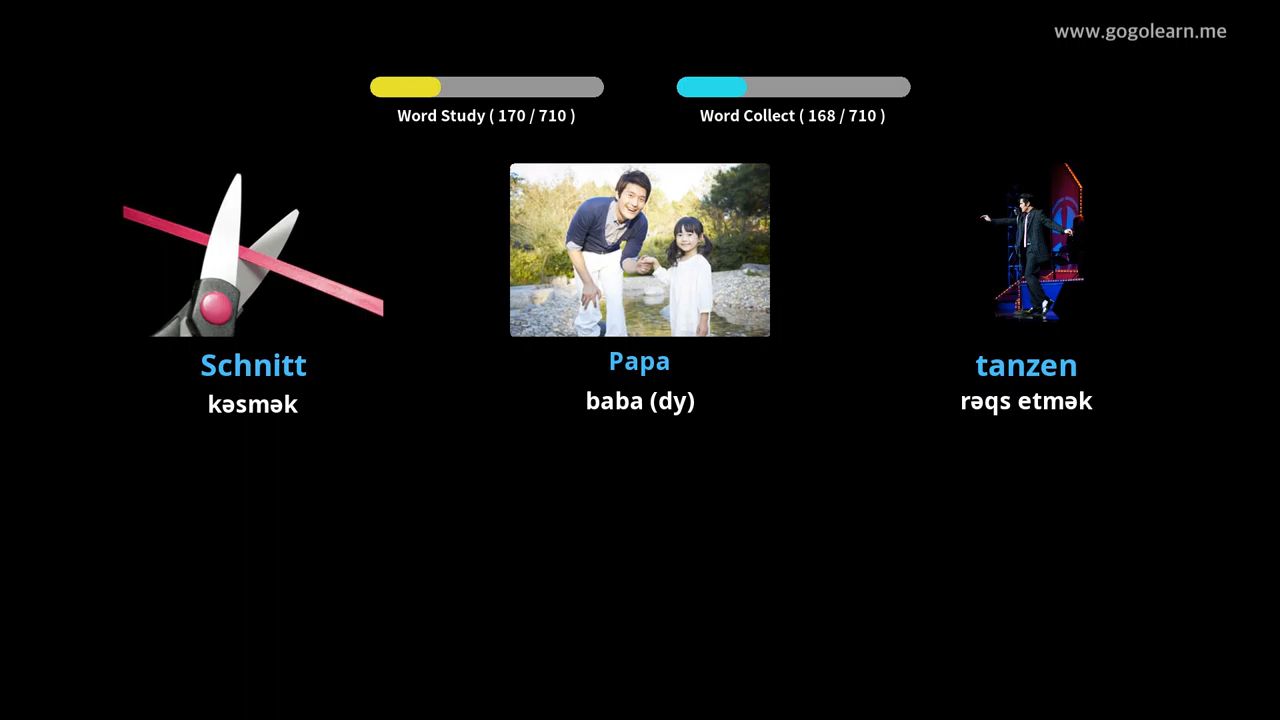 www.gogolearn.me
Word Study ( 170 / 710 )
Word Collect ( 168 / 710 )
Schnitt
kəsmək
Papa
baba (dy)
tanzen
rəqs etmək